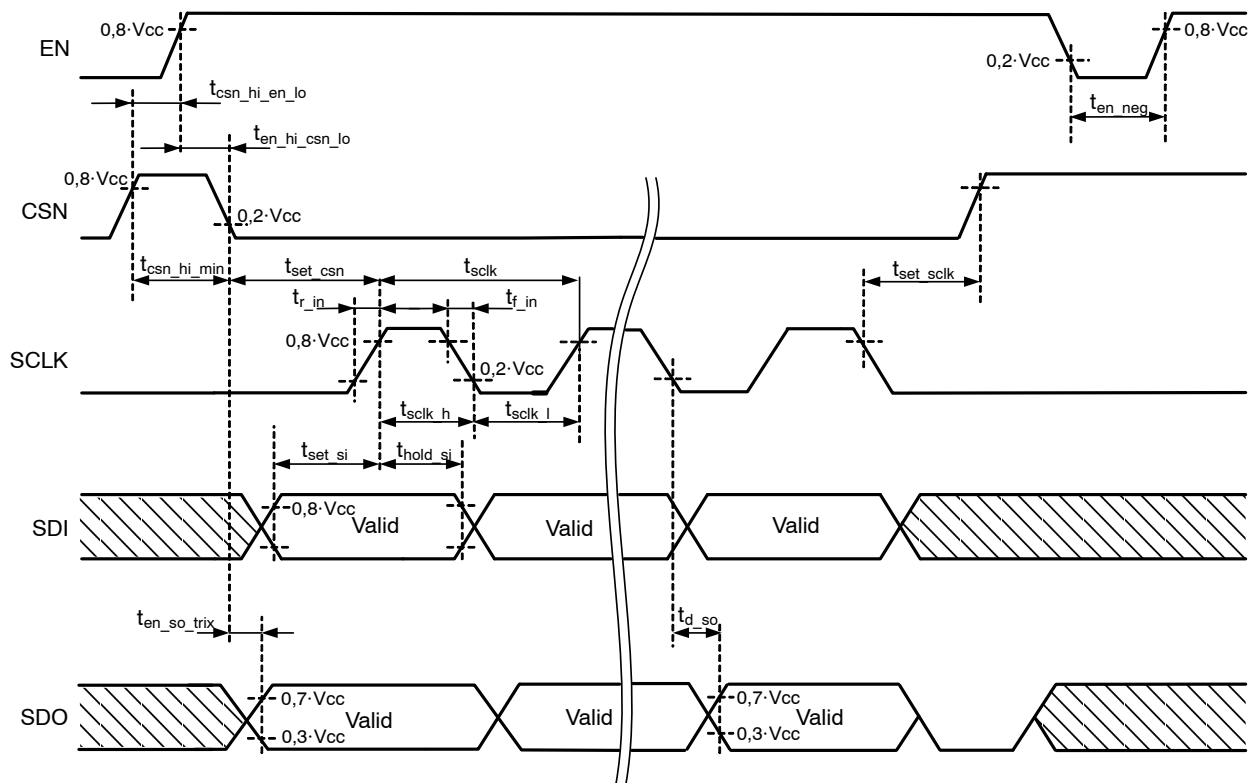 0,8·Vcc
0,8·Vcc
EN
0,2·Vcc
t_csn_hi_en_lo
t_en_neg
t_en_hi_csn_lo
0,8·Vcc
CSN
0,2·Vcc
t_csn_hi_min
t_set_csn
t_sclk
t_set_sclk
t_r_in
t_f_in
0,8·Vcc
SCLK
0,2·Vcc
t_sclk_h
t_sclk_l
t_set_si
t_hold_si
0,8·Vcc
SDI
Valid
Valid
Valid
t_en_so_trix
t_d_so
0,7·Vcc
0,7·Vcc
SDO
Valid
Valid
Valid
0,3·Vcc
0,3·Vcc